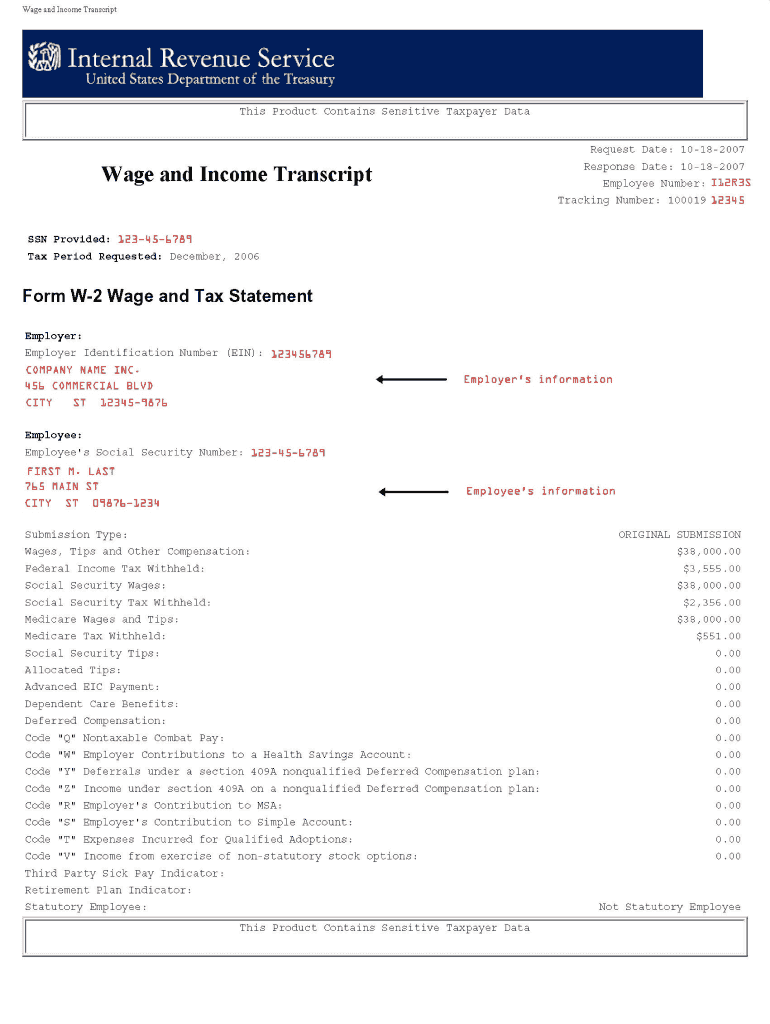 Wage and Income Transcript
Internal Revenue Service
United States Department of the Treasury
This Product Contains Sensitive Taxpayer Data
Request Date: 10-18-2007
Response Date: 10-18-2007
Employee Number: I12R3S
Tracking Number: 100019 12345
Wage and Income Transcript
SSN Provided: 123-45-6789
Tax Period Requested: December, 2006
Form W-2 Wage and Tax Statement
Employer:
Employer Identification Number (EIN): 123456789
COMPANY NAME INC.
456 COMMERCIAL BLVD
CITY ST 12345-9876
Employer's information
Employee:
Employee's Social Security Number: 123-45-6789
FIRST M. LAST
765 MAIN ST
CITY ST 09876-1234
Employee's information
Submission Type: ORIGINAL SUBMISSION
Wages, Tips and Other Compensation: $38,000.00
Federal Income Tax Withheld: $3,555.00
Social Security Wages: $38,000.00
Social Security Tax Withheld: $2,356.00
Medicare Wages and Tips: $38,000.00
Medicare Tax Withheld: $551.00
Social Security Tips: 0.00
Allocated Tips: 0.00
Advanced EIC Payment: 0.00
Dependent Care Benefits: 0.00
Deferred Compensation: 0.00
Code "Q" Nontaxable Combat Pay: 0.00
Code "W" Employer Contributions to a Health Savings Account: 0.00
Code "Y" Deferrals under a section 409A nonqualified Deferred Compensation plan: 0.00
Code "Z" Income under section 409A on a nonqualified Deferred Compensation plan: 0.00
Code "R" Employer's Contribution to MSA: 0.00
Code "S" Employer's Contribution to Simple Account: 0.00
Code "T" Expenses Incurred for Qualified Adoptions: 0.00
Code "V" Income from exercise of non-statutory stock options: 0.00
Third Party Sick Pay Indicator:
Retirement Plan Indicator:
Statutory Employee: Not Statutory Employee
This Product Contains Sensitive Taxpayer Data